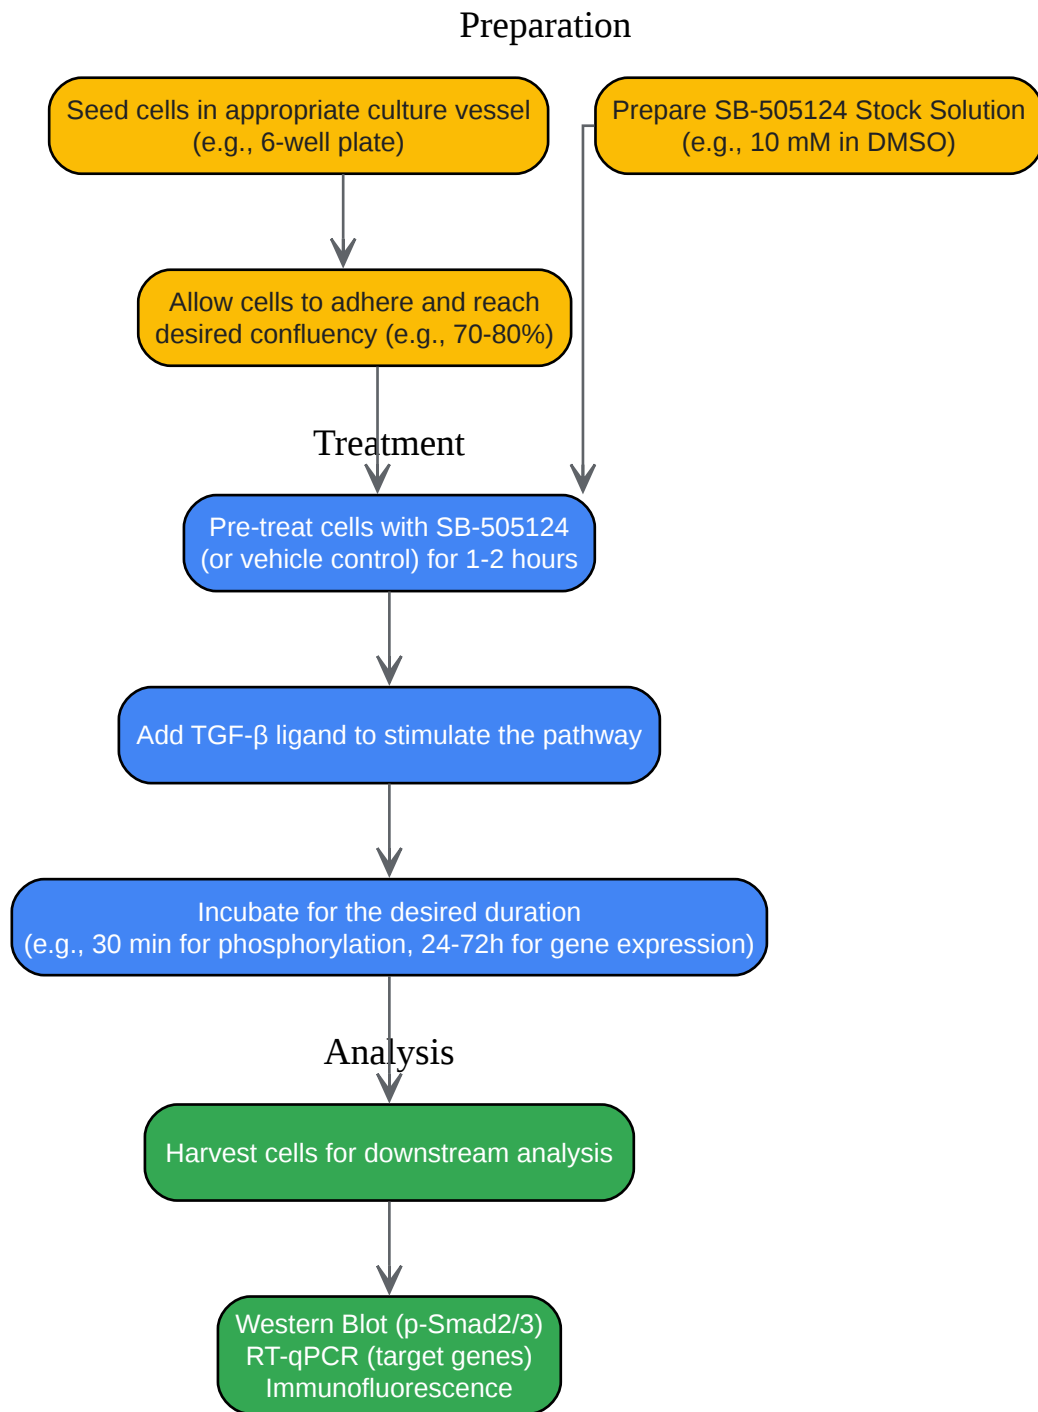 Preparation
Seed cells in appropriate culture vessel
(e.g., 6-well plate)
Prepare SB-505124 Stock Solution
(e.g., 10 mM in DMSO)
Allow cells to adhere and reach
desired confluency (e.g., 70-80%)
Treatment
Pre-treat cells with SB-505124
(or vehicle control) for 1-2 hours
Add TGF-β ligand to stimulate the pathway
Incubate for the desired duration
(e.g., 30 min for phosphorylation, 24-72h for gene expression)
Analysis
Harvest cells for downstream analysis
Western Blot (p-Smad2/3)
RT-qPCR (target genes)
Immunofluorescence